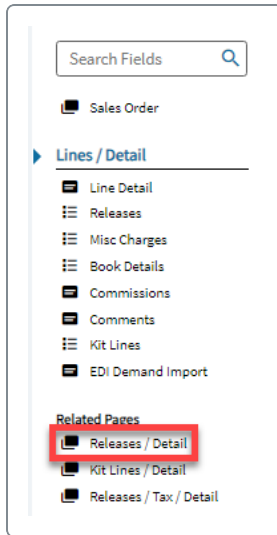 Search Fields
Sales Order
Lines / Detail
Line Detail
Releases
Misc Charges
Book Details
Commissions
Comments
Kit Lines
EDI Demand Import
Related Pages
Releases / Detail
Kit Lines / Detail
Releases / Tax / Detail